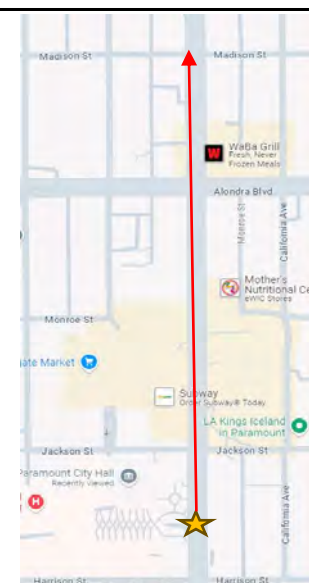 Madison St
Madison St
W
WaBa Grill
Fresh, Never
Frozen Meals
Alondra Blvd
Monroe St
California Ave
Mother's
Nutritional Ce
eWIC Stores
Monroe St
ate Market
Subway
Order Subway® Today
LA Kings Iceland
in Paramount
Jackson St
Jackson St
Paramount City Hall
Recently viewed
H
California Ave
Harrison St
Harrison St